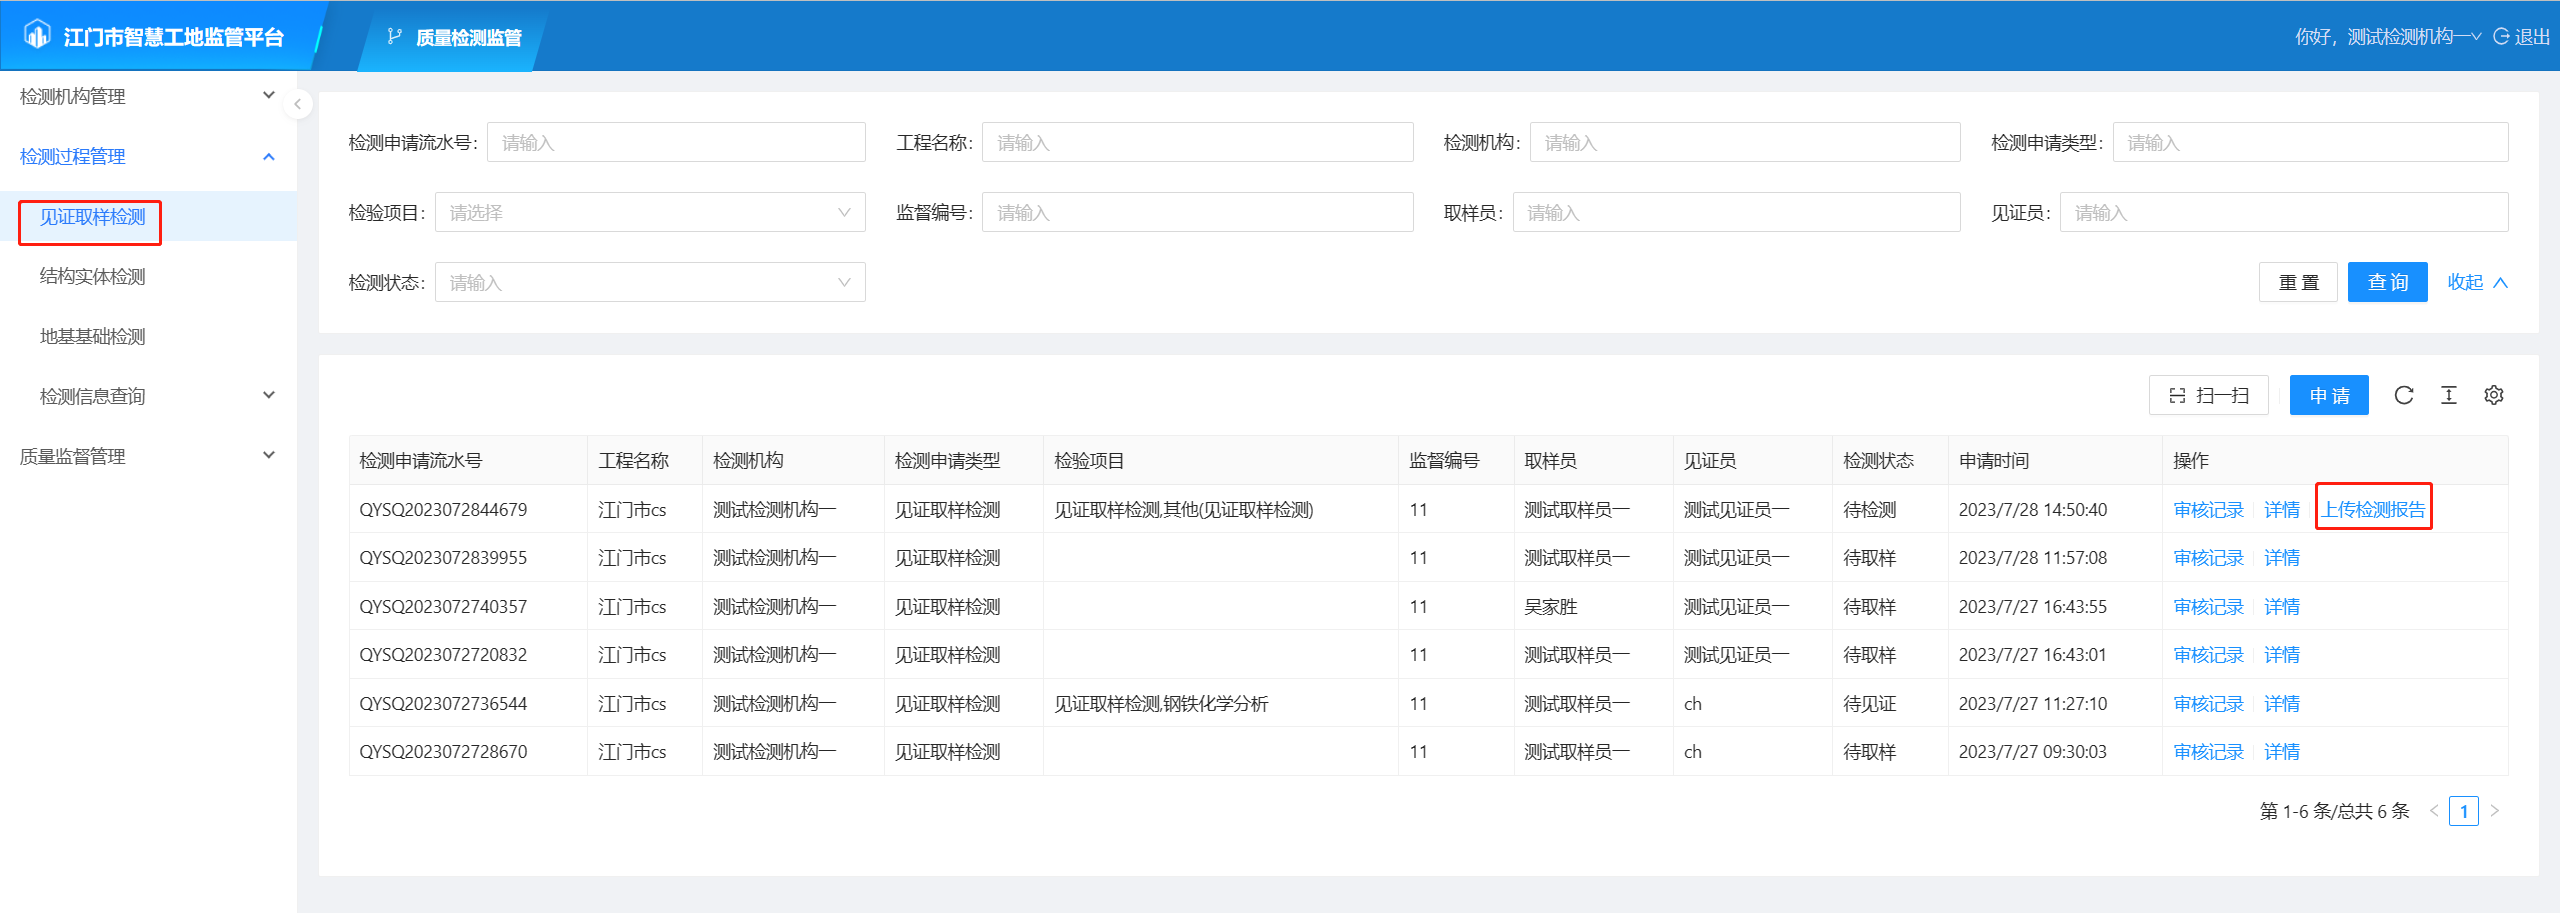 江门市智慧工地监管平台 质量检测监管 你好，测试检测机构一 退出
检测机构管理
检测过程管理
见证取样检测
结构实体检测
地基基础检测
检测信息查询
质量监督管理
检测申请流水号： 请输入 工程名称： 请输入 检测机构： 请输入 检测申请类型： 请输入
检验项目： 请选择 监督编号： 请输入 取样员： 请输入 见证员： 请输入
检测状态： 请输入 重 置 查 询 收起
扫一扫 申 请
检测申请流水号 工程名称 检测机构 检测申请类型 检验项目 监督编号 取样员 见证员 检测状态 申请时间 操作
QYSQ2023072844679 江门市cs 测试检测机构一 见证取样检测 见证取样检测,其他(见证取样检测) 11 测试取样员一 测试见证员一 待检测 2023/7/28 14:50:40 审核记录 详情 上传检测报告
QYSQ2023072839955 江门市cs 测试检测机构一 见证取样检测 11 测试取样员一 测试见证员一 待取样 2023/7/28 11:57:08 审核记录 详情
QYSQ2023072740357 江门市cs 测试检测机构一 见证取样检测 11 吴家胜 测试见证员一 待取样 2023/7/27 16:43:55 审核记录 详情
QYSQ2023072720832 江门市cs 测试检测机构一 见证取样检测 11 测试取样员一 测试见证员一 待取样 2023/7/27 16:43:01 审核记录 详情
QYSQ2023072736544 江门市cs 测试检测机构一 见证取样检测 见证取样检测,钢铁化学分析 11 测试取样员一 ch 待见证 2023/7/27 11:27:10 审核记录 详情
QYSQ2023072728670 江门市cs 测试检测机构一 见证取样检测 11 测试取样员一 ch 待取样 2023/7/27 09:30:03 审核记录 详情
第 1-6 条/总共 6 条 < 1 >